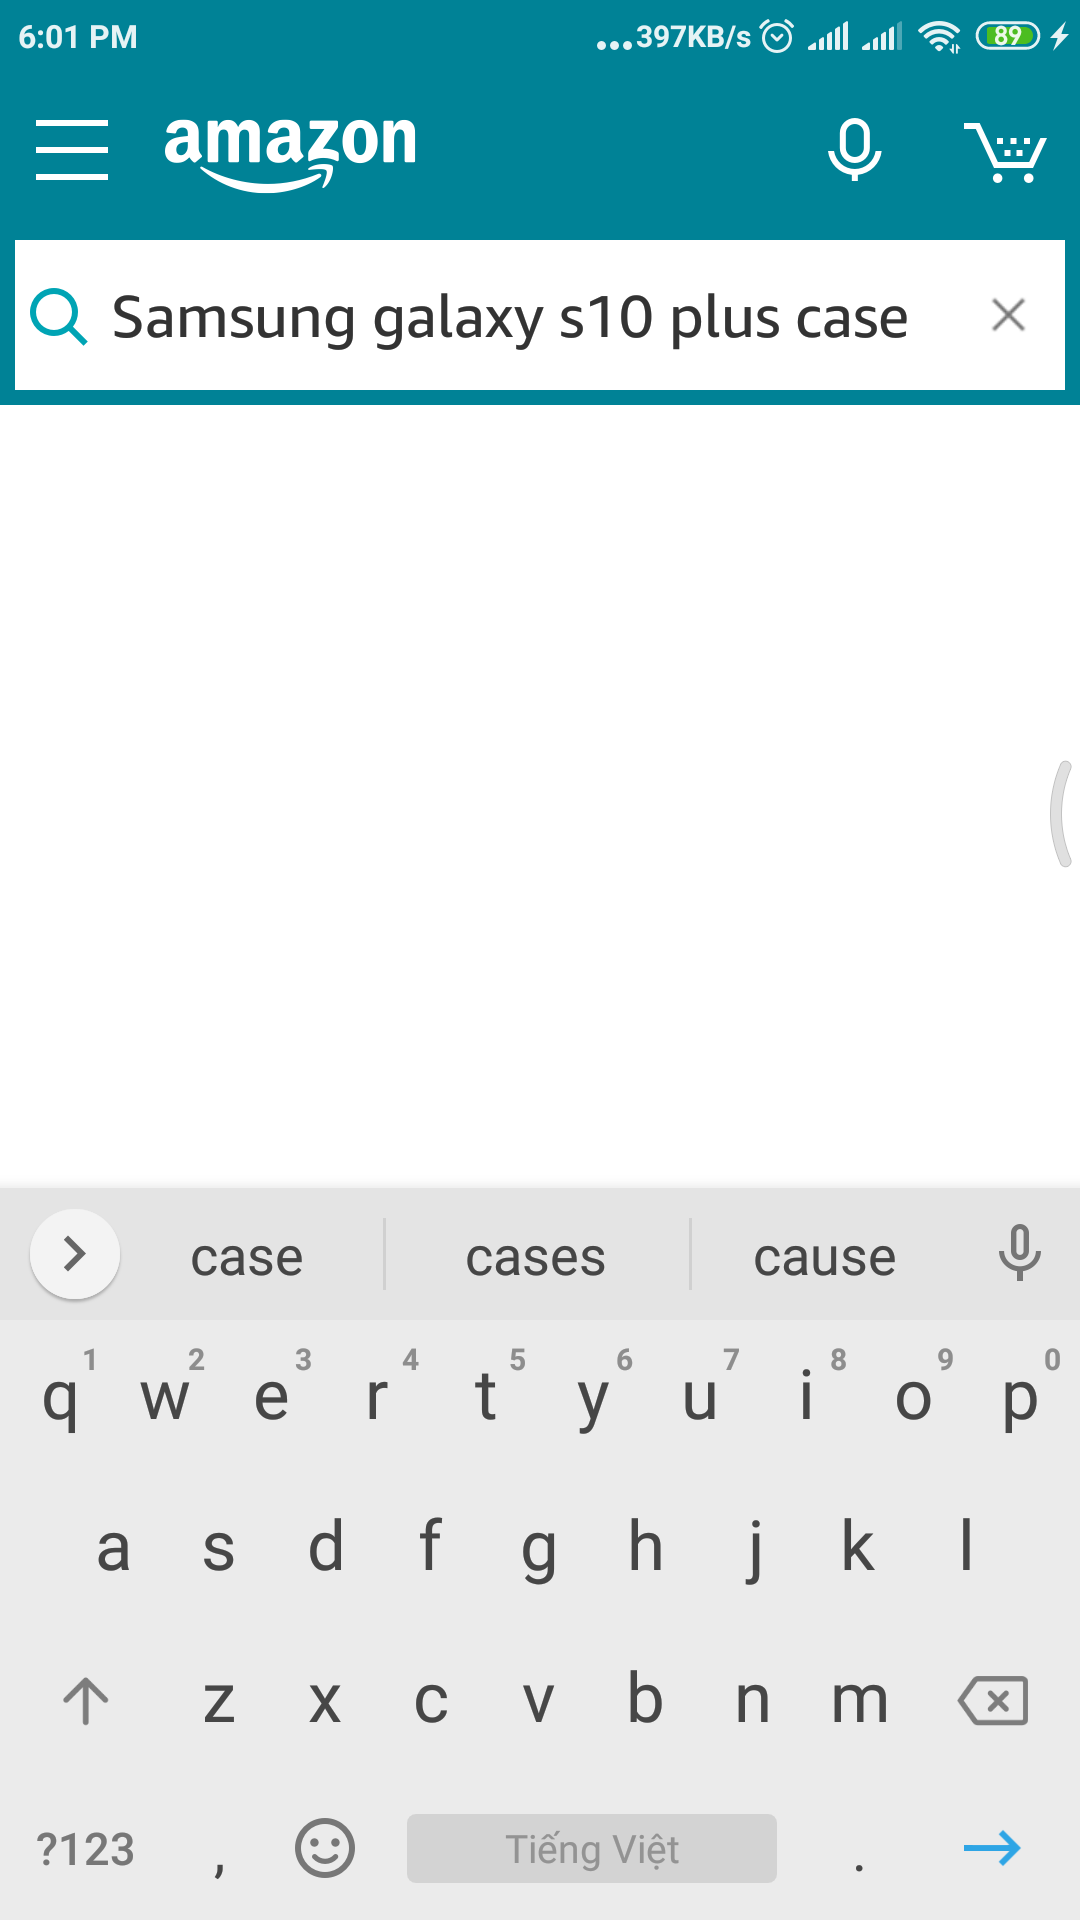 6:01 PM ...397KB/s 89
amazon
Samsung galaxy s10 plus case
case cases cause
1 2 3 4 5 6 7 8 9 0
q w e r t y u i o p
a s d f g h j k l
z x c v b n m
?123 , Tiếng Việt .